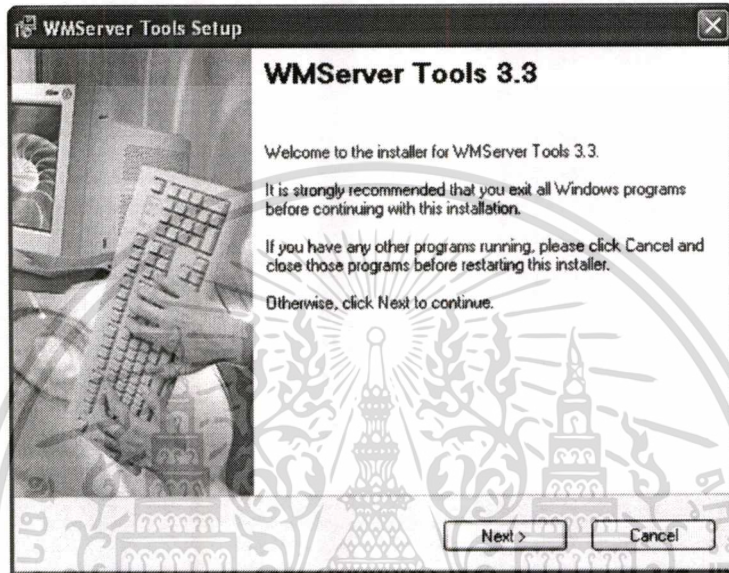 WMServer Tools Setup
WMServer Tools 3.3
Welcome to the installer for WMServer Tools 3.3.
It is strongly recommended that you exit all Windows programs
before continuing with this installation.
If you have any other programs running, please click Cancel and
close those programs before restarting this installer.
Otherwise, click Next to continue.
Next >
Cancel